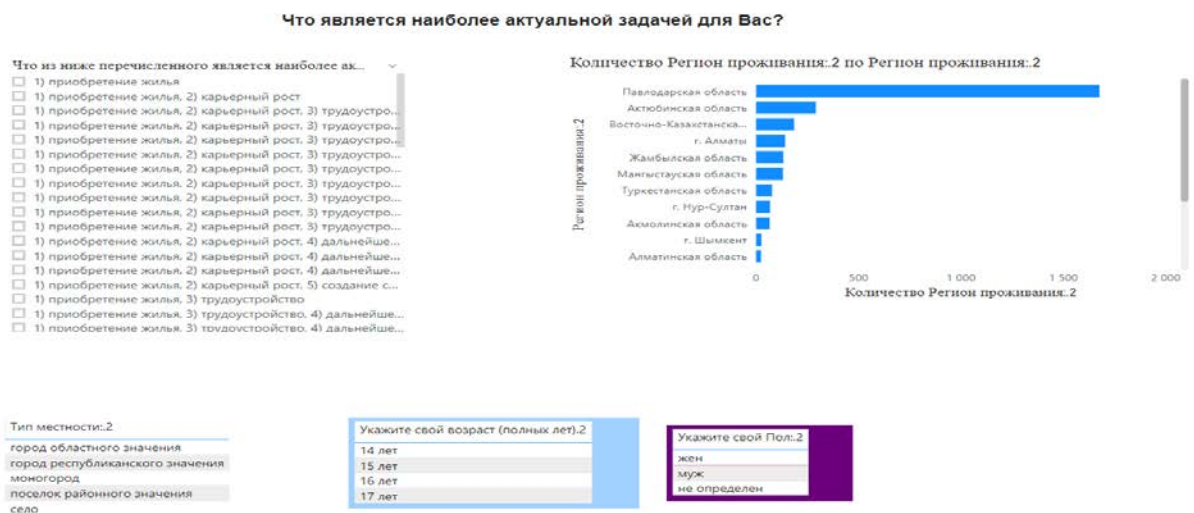 Что является наиболее актуальной задачей для Вас?
Что из ниже перечисленного является наиболее ак...
1) приобретение жилья
1) приобретение жилья, 2) карьерный рост
1) приобретение жилья, 2) карьерный рост, 3) трудоустро...
1) приобретение жилья, 2) карьерный рост, 3) трудоустро...
1) приобретение жилья, 2) карьерный рост, 3) трудоустро...
1) приобретение жилья, 2) карьерный рост, 3) трудоустро...
1) приобретение жилья, 2) карьерный рост, 3) трудоустро...
1) приобретение жилья, 2) карьерный рост, 3) трудоустро...
1) приобретение жилья, 2) карьерный рост, 3) трудоустро...
1) приобретение жилья, 2) карьерный рост, 3) трудоустро...
1) приобретение жилья, 2) карьерный рост, 3) трудоустро...
1) приобретение жилья, 2) карьерный рост, 4) дальнейше...
1) приобретение жилья, 2) карьерный рост, 4) дальнейше...
1) приобретение жилья, 2) карьерный рост, 4) дальнейше...
1) приобретение жилья, 2) карьерный рост, 5) создание с...
1) приобретение жилья, 3) трудоустройство
1) приобретение жилья, 3) трудоустройство, 4) дальнейше...
1) приобретение жилья, 3) трудоустройство, 4) дальнейше...
Количество Регион проживания:.2 по Регион проживания:.2
Регион проживания:.2
Павлодарская область
Актюбинская область
Восточно-Казахстанска...
г. Алматы
Жамбылская область
Мангыстауская область
Туркестанская область
г. Нур-Султан
Акмолинская область
г. Шымкент
Алматинская область
0 500 1 000 1 500 2 000
Количество Регион проживания:.2
Тип местности:.2
город областного значения
город республиканского значения
моногород
поселок районного значения
село
Укажите свой возраст (полных лет).2
14 лет
15 лет
16 лет
17 лет
Укажите свой Пол:.2
жен
муж
не определен